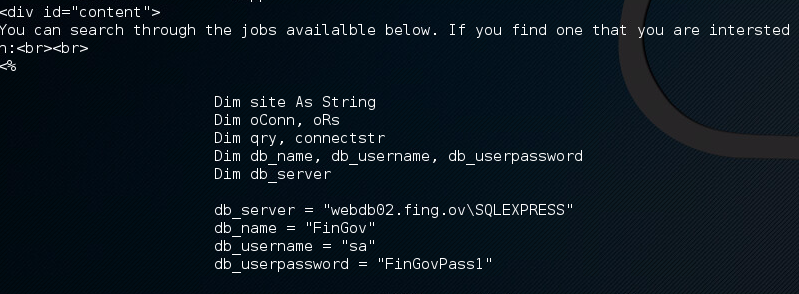 <div id="content">
You can search through the jobs availalble below. If you find one that you are intersted
n:<br><br>
<%
Dim site As String
Dim oConn, oRs
Dim qry, connectstr
Dim db_name, db_username, db_userpassword
Dim db_server
db_server = "webdb02.fing.ov\SQLEXPRESS"
db_name = "FinGov"
db_username = "sa"
db_userpassword = "FinGovPass1"